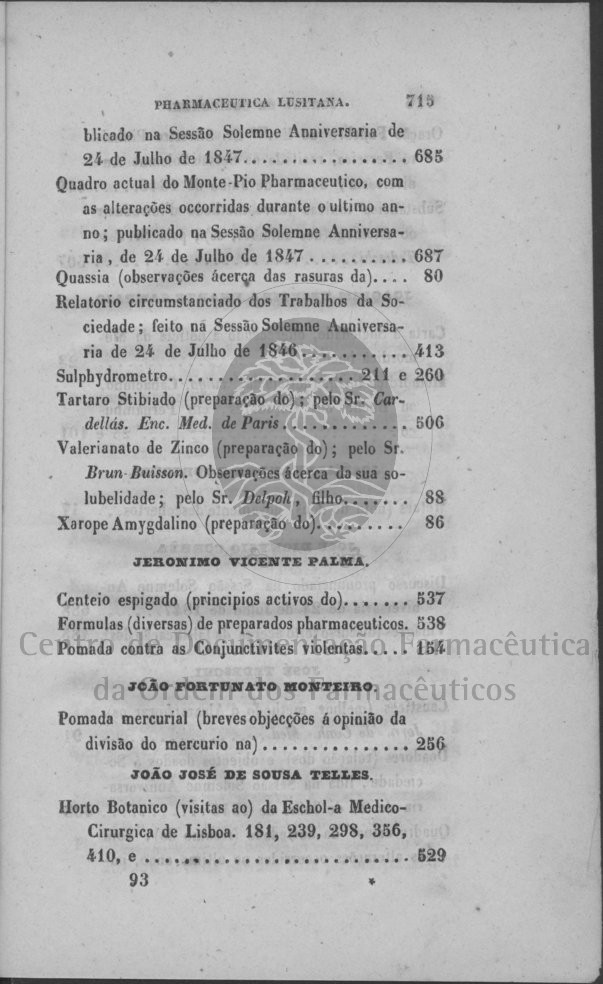 PHARMACEUTICA LUSITANA. 715
blicado na Sessão Solemne Anniversaria de
24 de Julho de 1847................. 685
Quadro actual do Monte-Pio Pharmaceutico, com
as alterações occorridas durante o ultimo an-
no; publicado na Sessão Solemne Anniversa-
ria, de 24 de Julho de 1847 .......... 687
Quassia (observações ácerça das rasuras da).... 80
Relatorio circumstanciado dos Trabalhos da So-
ciedade; feito na Sessão Solemne Anniversa-
ria de 24 de Julho de 1846........... 413
Sulphydrometro................... 211 e 260
Tartaro Stibiado (preparação do); pelo Sr. Car-
dellás. Enc. Med. de Paris............. 506
Valerianato de Zinco (preparação do); pelo Sr.
Brun-Buisson. Observações ácerca da sua so-
lubelidade; pelo Sr. Delpoh, filho....... 88
Xarope Amygdalino (preparação do)......... 86
JERONIMO VICENTE PALMA.
Centeio espigado (principios activos do)....... 537
Formulas (diversas) de preparados pharmaceuticos. 538
Pomada contra as Conjunctivites violentas..... 154
Centro de Documentação Farmacêutica
da Ordem dos Farmacêuticos
JOÃO FORTUNATO MONTEIRO.
Pomada mercurial (breves objecções á opinião da
divisão do mercurio na)............... 256
JOÃO JOSÉ DE SOUSA TELLES.
Horto Botanico (visitas ao) da Eschol-a Medico-
Cirurgica de Lisboa. 181, 239, 298, 356,
410, e ........................... 529
93 *